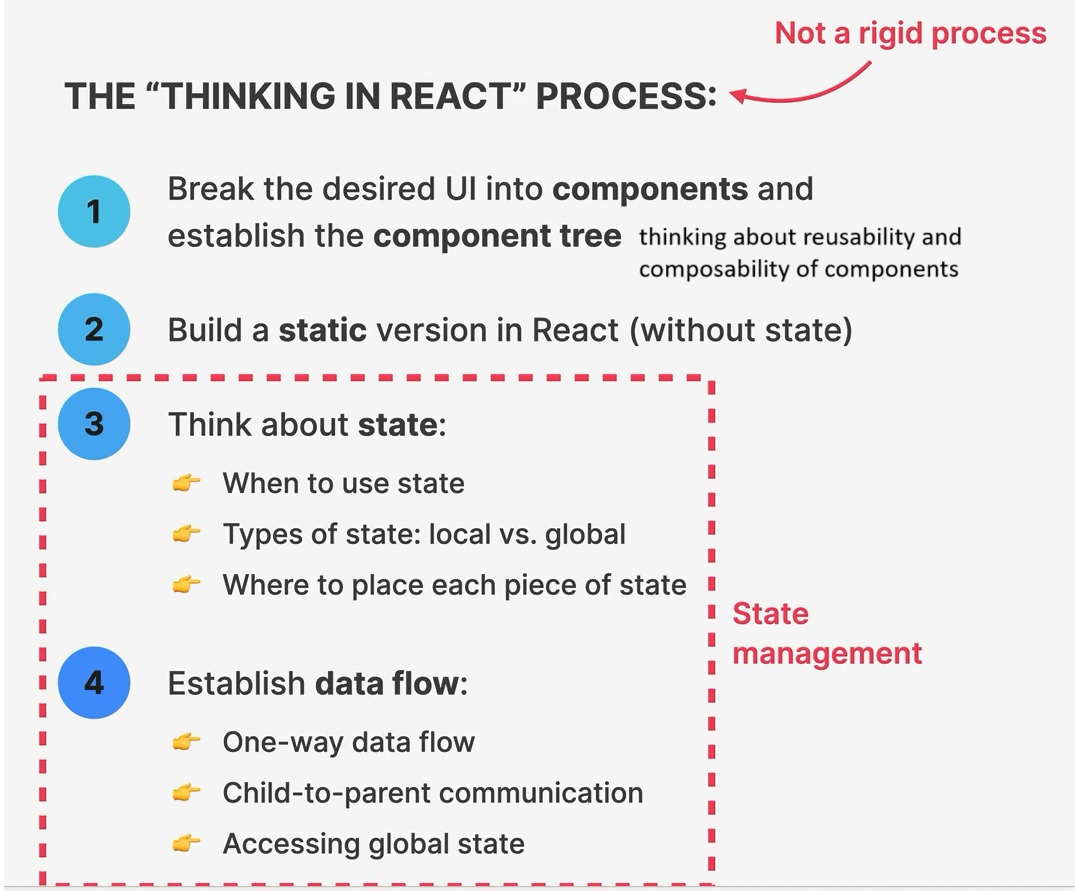 Not a rigid process
THE “THINKING IN REACT” PROCESS:
1
Break the desired UI into components and
establish the component tree
thinking about reusability and
composability of components
2
Build a static version in React (without state)
3
Think about state:
👉 When to use state
👉 Types of state: local vs. global
👉 Where to place each piece of state
State
management
4
Establish data flow:
👉 One-way data flow
👉 Child-to-parent communication
👉 Accessing global state